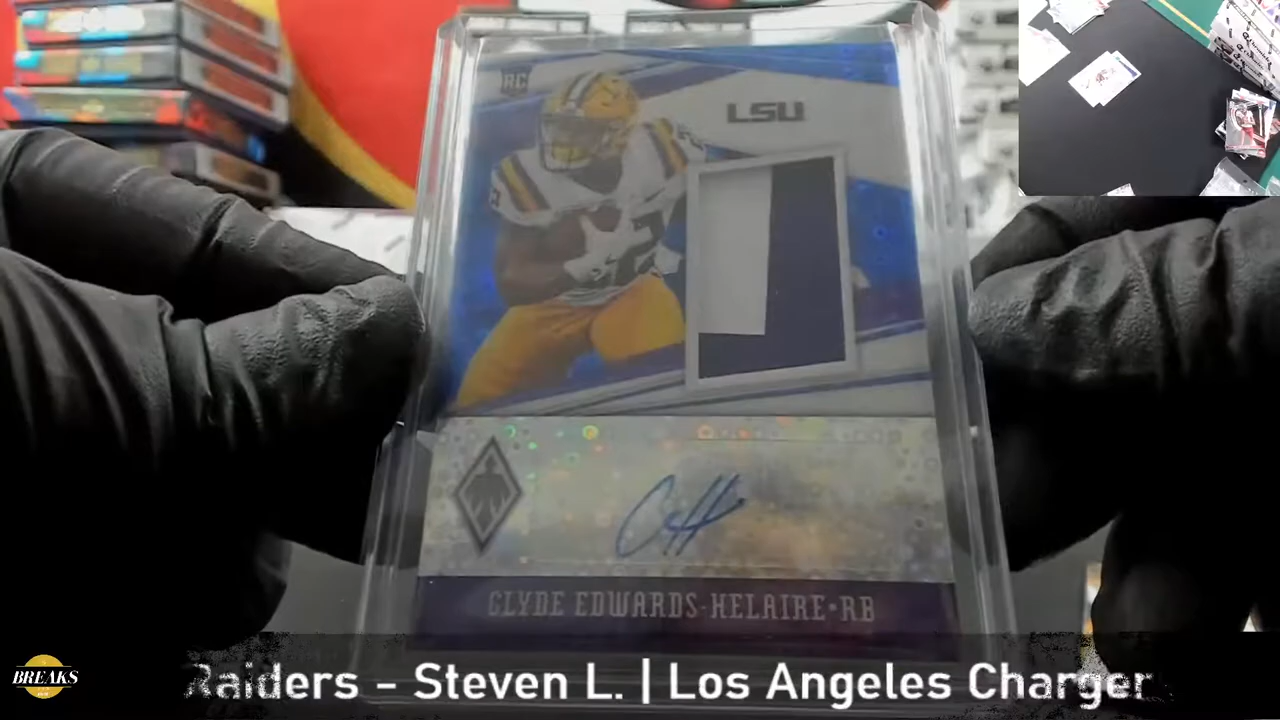 RC
LSU
CLYDE EDWARDS-HELAIRE•RB
Raiders - Steven L. | Los Angeles Charger
BREAKS